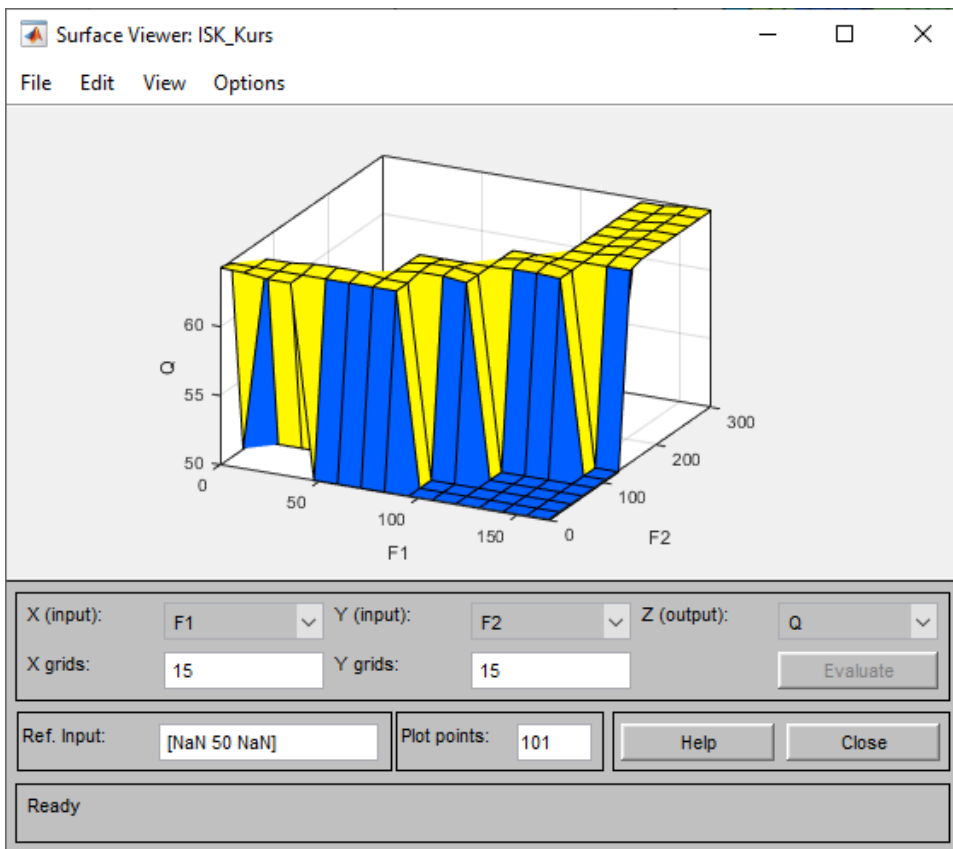 Surface Viewer: ISK_Kurs
File Edit View Options
60
55
50
Q
0
50
100
150
F1
0
100
200
300
F2
X (input): F1 Y (input): F2 Z (output): Q
X grids: 15 Y grids: 15 Evaluate
Ref. Input: [NaN 50 NaN] Plot points: 101 Help Close
Ready